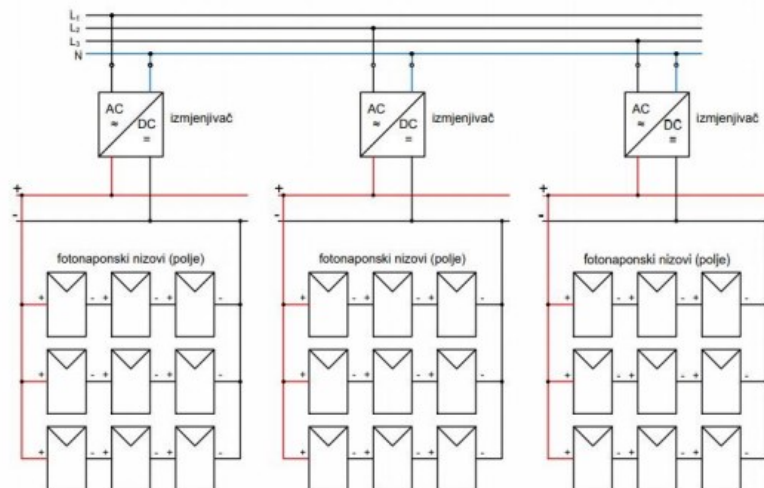 L1
L2
L3
N
AC ≈ DC = izmjenjivač
AC ≈ DC = izmjenjivač
AC ≈ DC = izmjenjivač
+ + +
- - -
fotonaponski nizovi (polje) fotonaponski nizovi (polje) fotonaponski nizovi (polje)
+ - + - + - + - + - + - + - + - + -
+ - + - + - + - + - + - + - + - + -
+ - + - + - + - + - + - + - + - + -